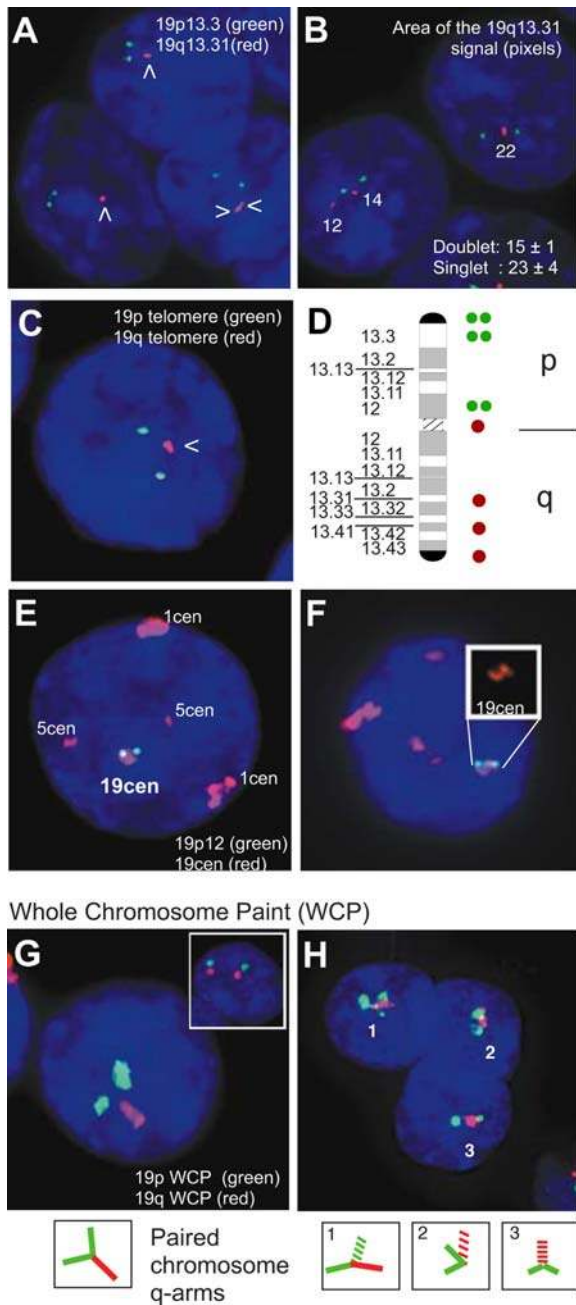 A
19p13.3 (green)
19q13.31(red)
>
<
>
>
<
B
Area of the 19q13.31
signal (pixels)
22
14
12
Doublet: 15 ± 1
Singlet : 23 ± 4
C
19p telomere (green)
19q telomere (red)
<
D
13.3
13.2
13.13
13.12
13.11
12
12
13.11
13.12
13.13
13.2
13.31
13.32
13.33
13.41
13.42
13.43
p
q
E
1cen
5cen
5cen
19cen
1cen
19p12 (green)
19cen (red)
F
19cen
Whole Chromosome Paint (WCP)
G
19p WCP (green)
19q WCP (red)
H
1
2
3
Paired
chromosome
q-arms
1
2
3